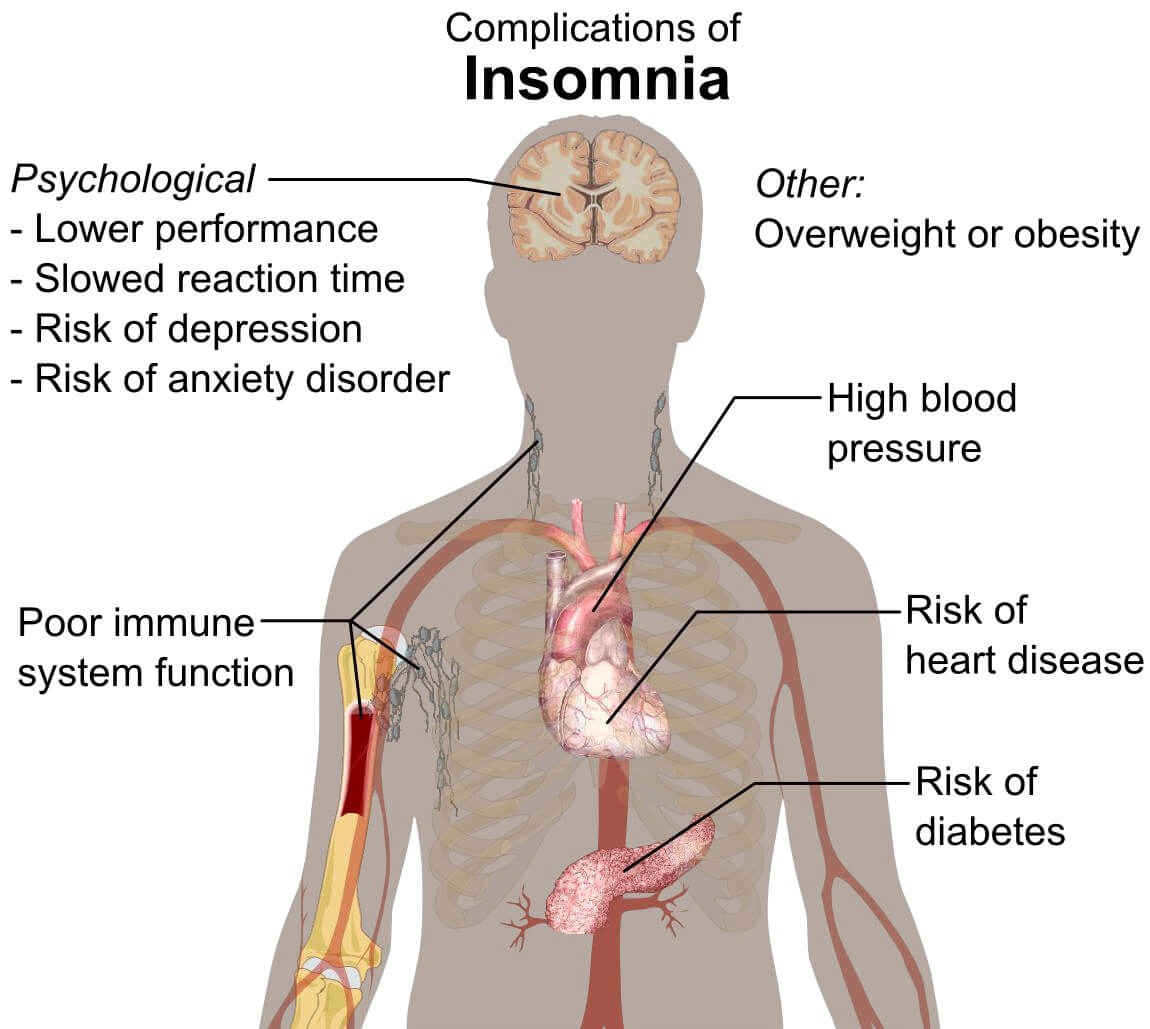 Complications of
Insomnia
Psychological
- Lower performance
- Slowed reaction time
- Risk of depression
- Risk of anxiety disorder
Other:
Overweight or obesity
High blood
pressure
Poor immune
system function
Risk of
heart disease
Risk of
diabetes